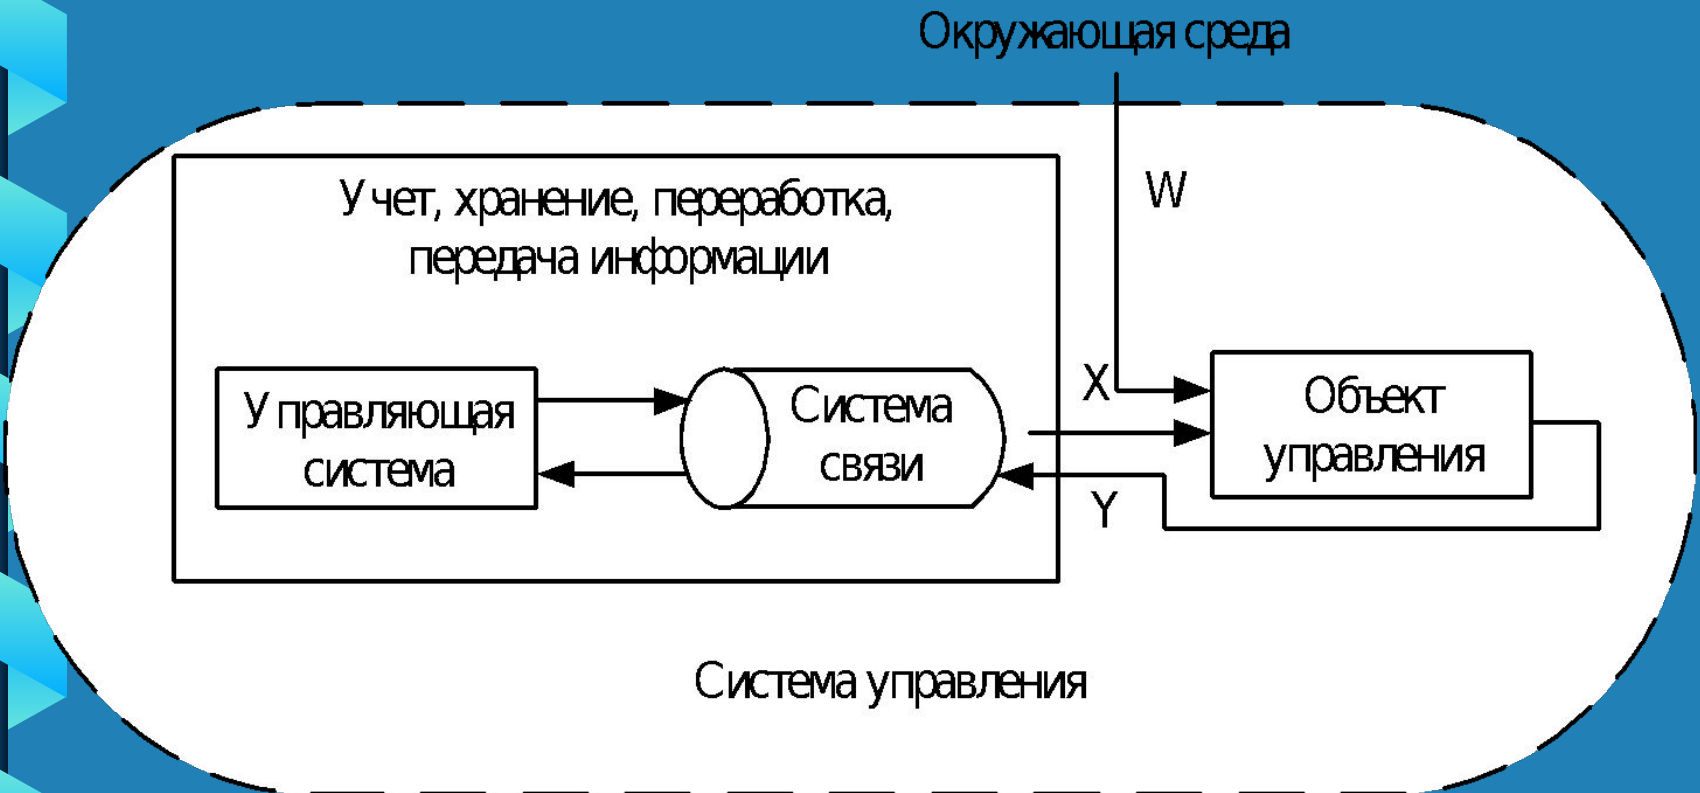 Окружающая среда
W
Учет, хранение, переработка,
передача информации
X
Управляющая
система
Система
связи
Объект
управления
Y
Система управления